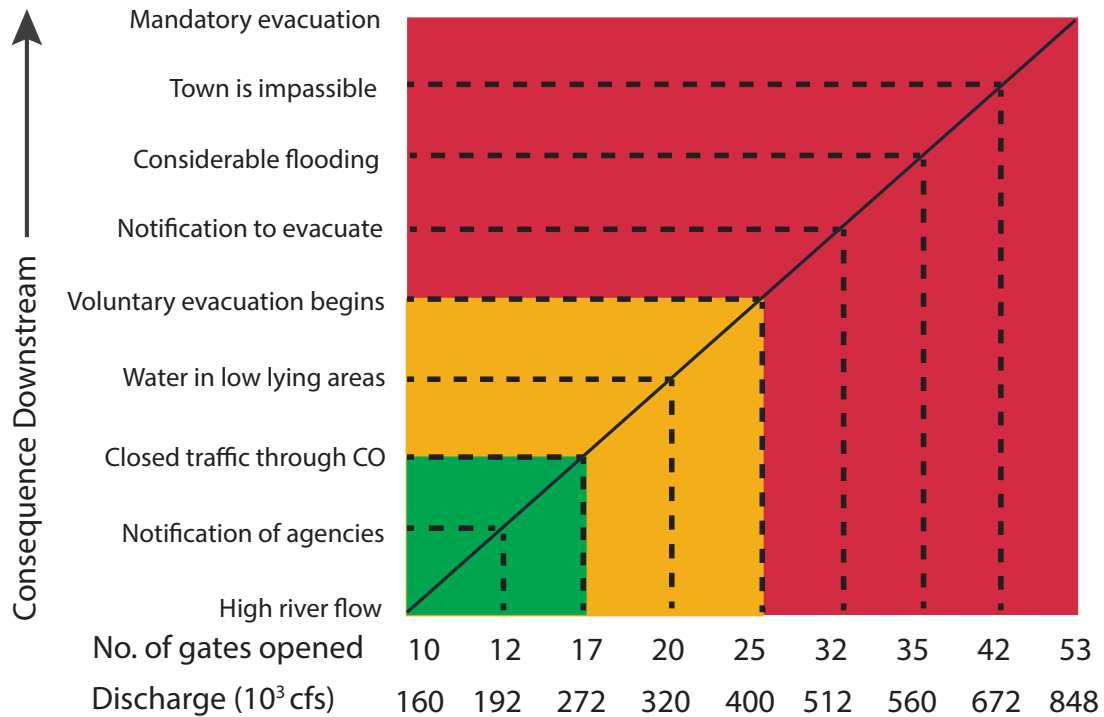 Mandatory evacuation
Town is impassible
Considerable flooding
Notification to evacuate
Voluntary evacuation begins
Water in low lying areas
Closed traffic through CO
Notification of agencies
High river flow
Consequence Downstream
No. of gates opened 10 12 17 20 25 32 35 42 53
Discharge (10³ cfs) 160 192 272 320 400 512 560 672 848